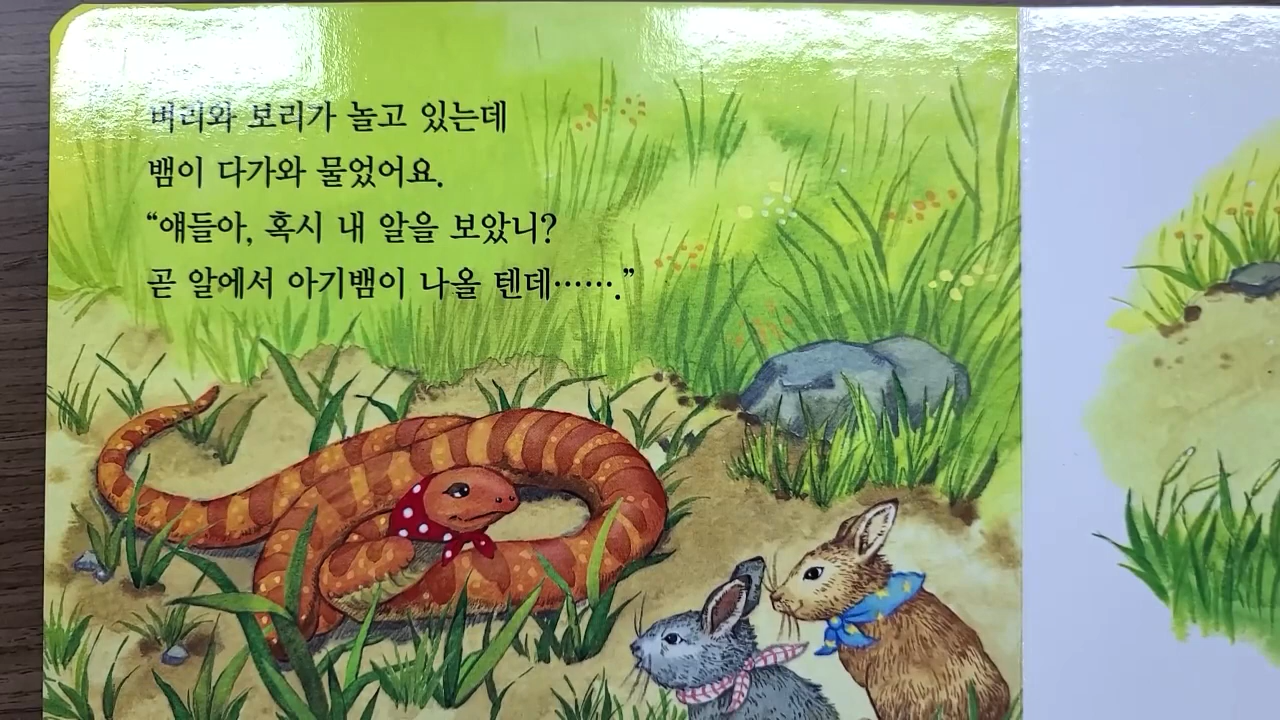 버리와 보리가 놀고 있는데
뱀이 다가와 물었어요.
“얘들아, 혹시 내 알을 보았니?
곧 알에서 아기뱀이 나올 텐데…….”